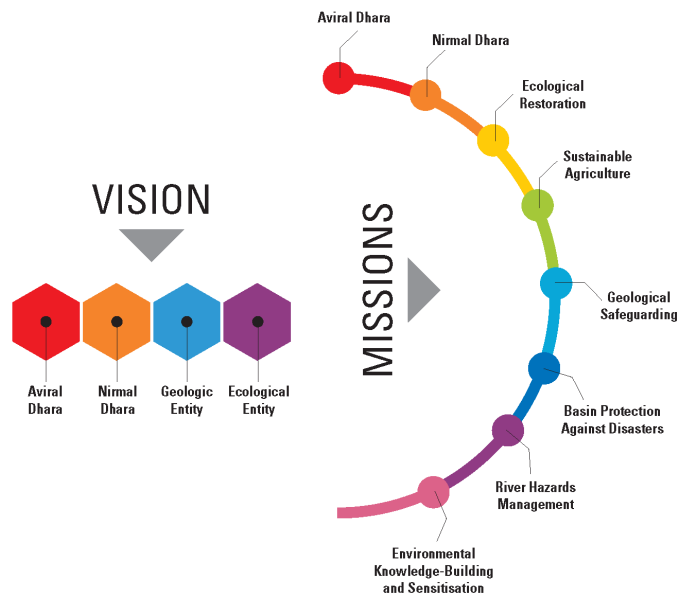 VISION
Aviral
Dhara
Nirmal
Dhara
Geologic
Entity
Ecological
Entity
MISSIONS
Aviral Dhara
Nirmal Dhara
Ecological
Restoration
Sustainable
Agriculture
Geological
Safeguarding
Basin Protection
Against Disasters
River Hazards
Management
Environmental
Knowledge-Building
and Sensitisation